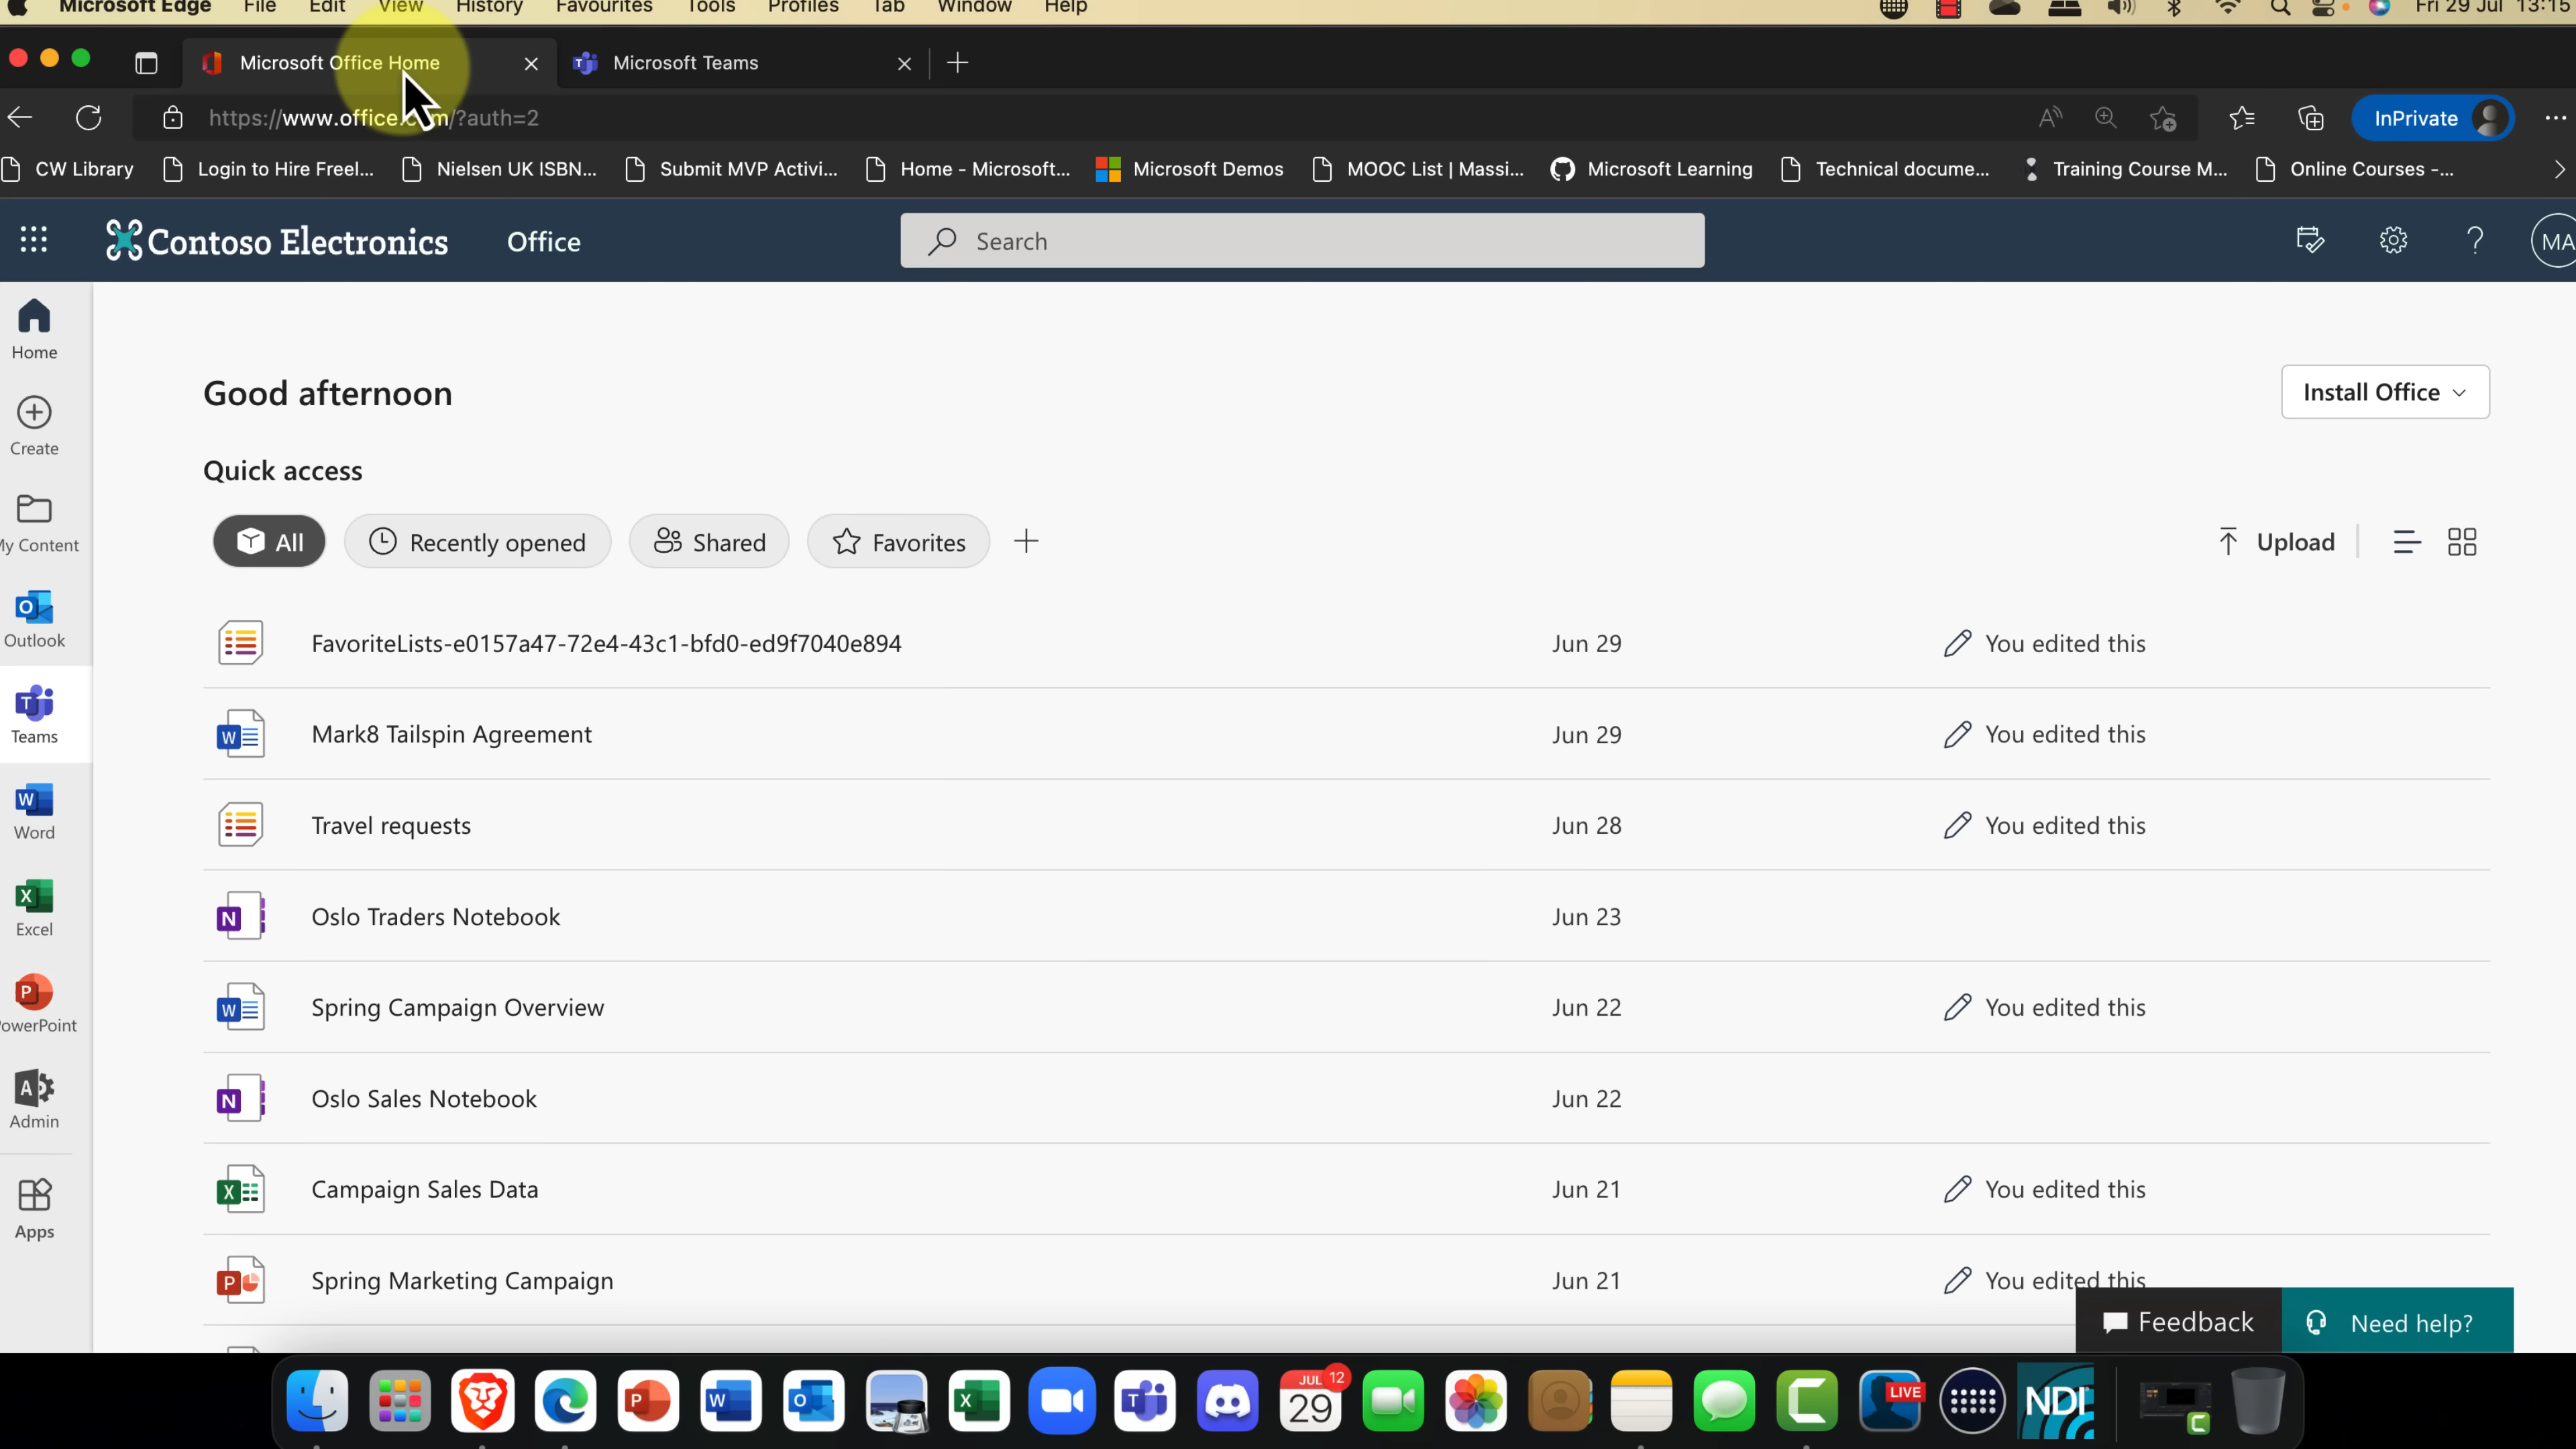 Microsoft Edge File Edit View History Favourites Tools Profiles Tab Window Help Fri 29 Jul 13:15
Microsoft Office Home Microsoft Teams
https://www.office.com/?auth=2 InPrivate
CW Library Login to Hire Freel... Nielsen UK ISBN... Submit MVP Activi... Home - Microsoft... Microsoft Demos MOOC List | Massi... Microsoft Learning Technical docume... Training Course M... Online Courses -...
Contoso Electronics Office Search MA
Home
Create
My Content
Outlook
Teams
Word
Excel
PowerPoint
Admin
Apps
Good afternoon Install Office
Quick access
All Recently opened Shared Favorites Upload
FavoriteLists-e0157a47-72e4-43c1-bfd0-ed9f7040e894 Jun 29 You edited this
Mark8 Tailspin Agreement Jun 29 You edited this
Travel requests Jun 28 You edited this
Oslo Traders Notebook Jun 23
Spring Campaign Overview Jun 22 You edited this
Oslo Sales Notebook Jun 22
Campaign Sales Data Jun 21 You edited this
Spring Marketing Campaign Jun 21 You edited this
Feedback Need help?
JUL 12
29
LIVE
NDI